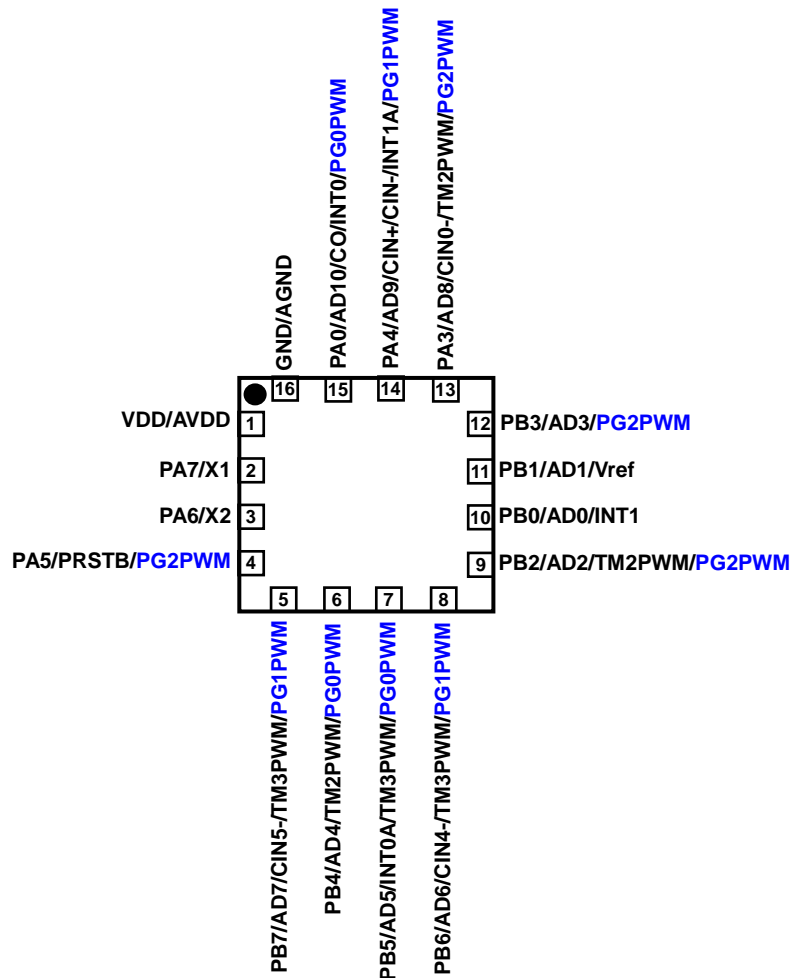 GND/AGND
PA0/AD10/CO/INT0/PG0PWM
PA4/AD9/CIN+/CIN-/INT1A/PG1PWM
PA3/AD8/CIN0-/TM2PWM/PG2PWM
16
15
14
13
VDD/AVDD
1
PA7/X1
2
PA6/X2
3
PA5/PRSTB/PG2PWM
4
12
PB3/AD3/PG2PWM
11
PB1/AD1/Vref
10
PB0/AD0/INT1
9
PB2/AD2/TM2PWM/PG2PWM
5
6
7
8
PB7/AD7/CIN5-/TM3PWM/PG1PWM
PB4/AD4/TM2PWM/PG0PWM
PB5/AD5/INT0A/TM3PWM/PG0PWM
PB6/AD6/CIN4-/TM3PWM/PG1PWM